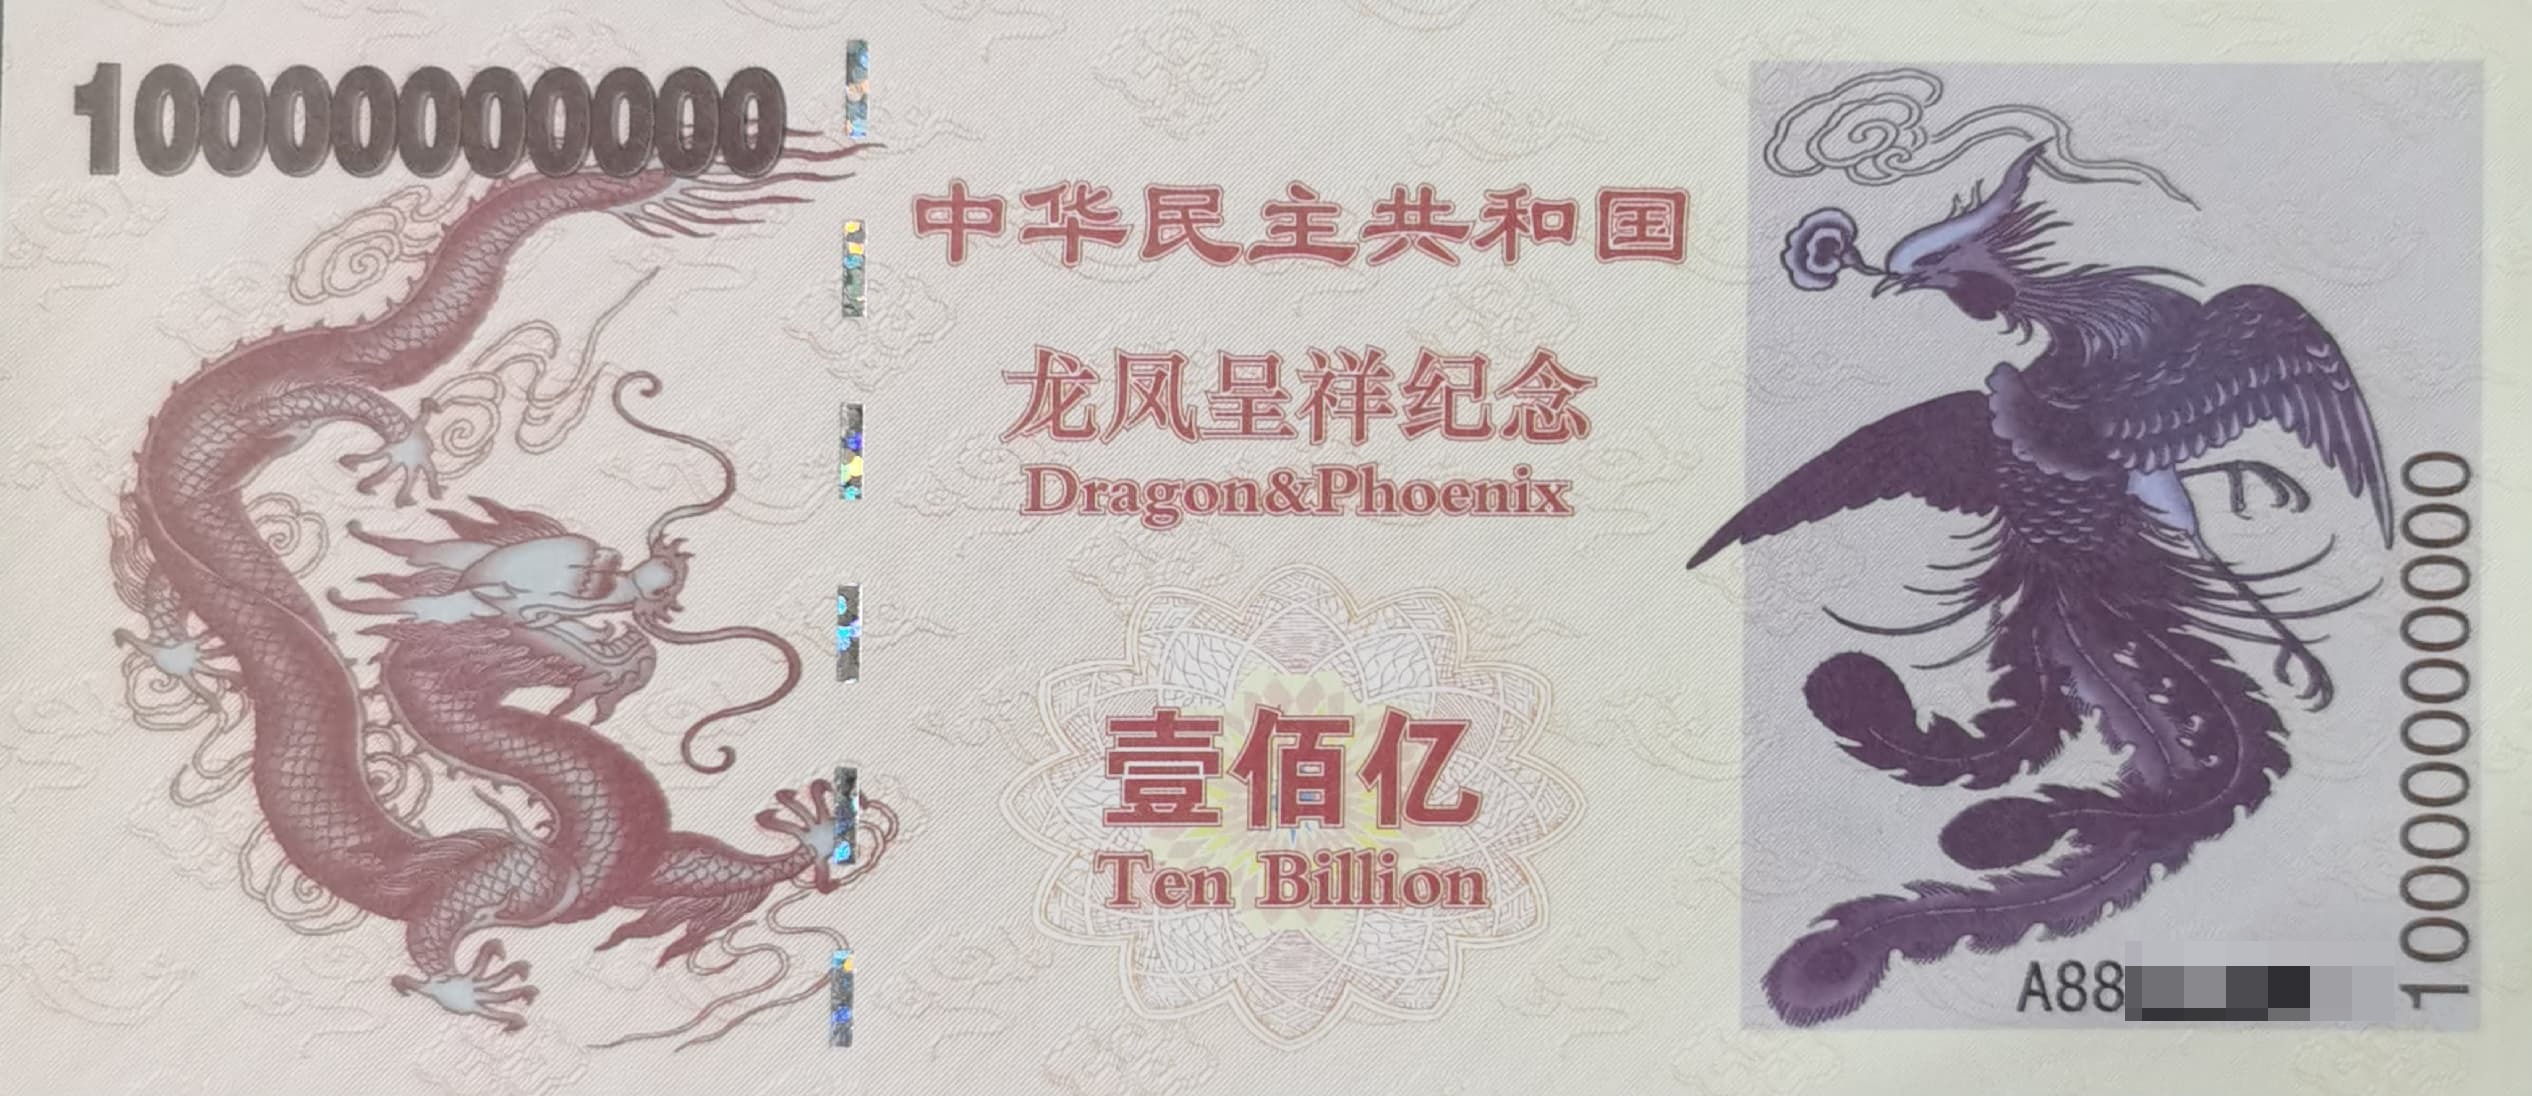 10000000000
中华民主共和国
龙凤呈祥纪念
Dragon&Phoenix
壹佰亿
Ten Billion
A88
10000000000